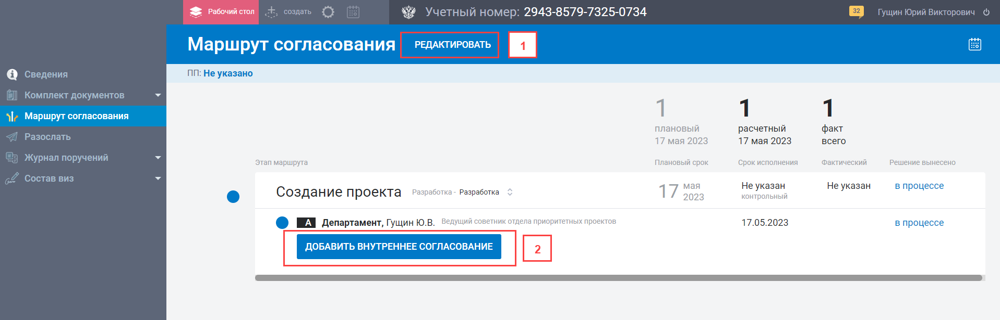 Рабочий стол
создать
Учетный номер: 2943-8579-7325-0734
32
Гущин Юрий Викторович
Маршрут согласования
РЕДАКТИРОВАТЬ
1
ПП: Не указано
Сведения
Комплект документов
Маршрут согласования
Разослать
Журнал поручений
Состав виз
1
плановый
17 мая 2023
1
расчетный
17 мая 2023
1
факт
всего
Этап маршрута
Плановый срок
Срок исполнения
Фактический
Решение вынесено
Создание проекта
Разработка - Разработка
17
мая
2023
Не указан
контрольный
Не указан
в процессе
А
Департамент, Гущин Ю.В.
Ведущий советник отдела приоритетных проектов
17.05.2023
в процессе
ДОБАВИТЬ ВНУТРЕННЕЕ СОГЛАСОВАНИЕ
2